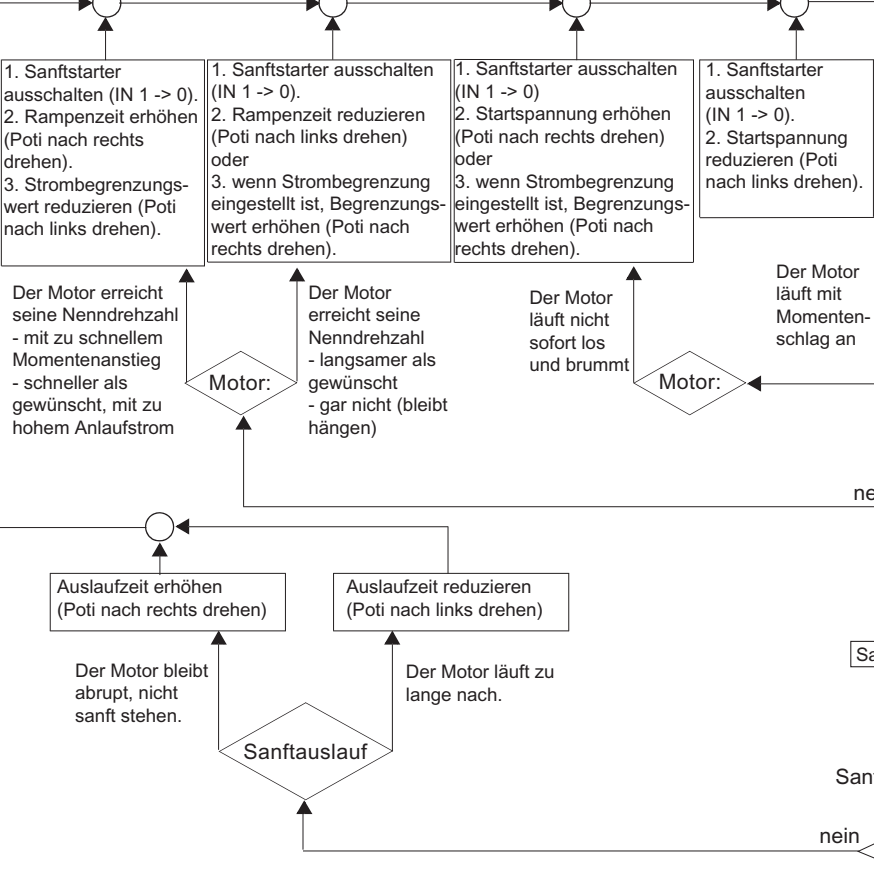 1. Sanftstarter
ausschalten (IN 1 -> 0).
2. Rampenzeit erhöhen
(Poti nach rechts
drehen).
3. Strombegrenzungs-
wert reduzieren (Poti
nach links drehen).
1. Sanftstarter ausschalten
(IN 1 -> 0).
2. Rampenzeit reduzieren
(Poti nach links drehen)
oder
3. wenn Strombegrenzung
eingestellt ist, Begrenzungs-
wert erhöhen (Poti nach
rechts drehen).
1. Sanftstarter ausschalten
(IN 1 -> 0)
2. Startspannung erhöhen
(Poti nach rechts drehen)
oder
3. wenn Strombegrenzung
eingestellt ist, Begrenzungs-
wert erhöhen (Poti nach
rechts drehen).
1. Sanftstarter
ausschalten
(IN 1 -> 0).
2. Startspannung
reduzieren (Poti
nach links drehen).
Der Motor erreicht
seine Nenndrehzahl
- mit zu schnellem
Momentenanstieg
- schneller als
gewünscht, mit zu
hohem Anlaufstrom
Motor:
Der Motor
erreicht seine
Nenndrehzahl
- langsamer als
gewünscht
- gar nicht (bleibt
hängen)
Der Motor
läuft nicht
sofort los
und brummt
Motor:
Der Motor
läuft mit
Momenten-
schlag an
ne
Auslaufzeit erhöhen
(Poti nach rechts drehen)
Auslaufzeit reduzieren
(Poti nach links drehen)
Der Motor bleibt
abrupt, nicht
sanft stehen.
Der Motor läuft zu
lange nach.
Sa
Sanftauslauf
San
nein